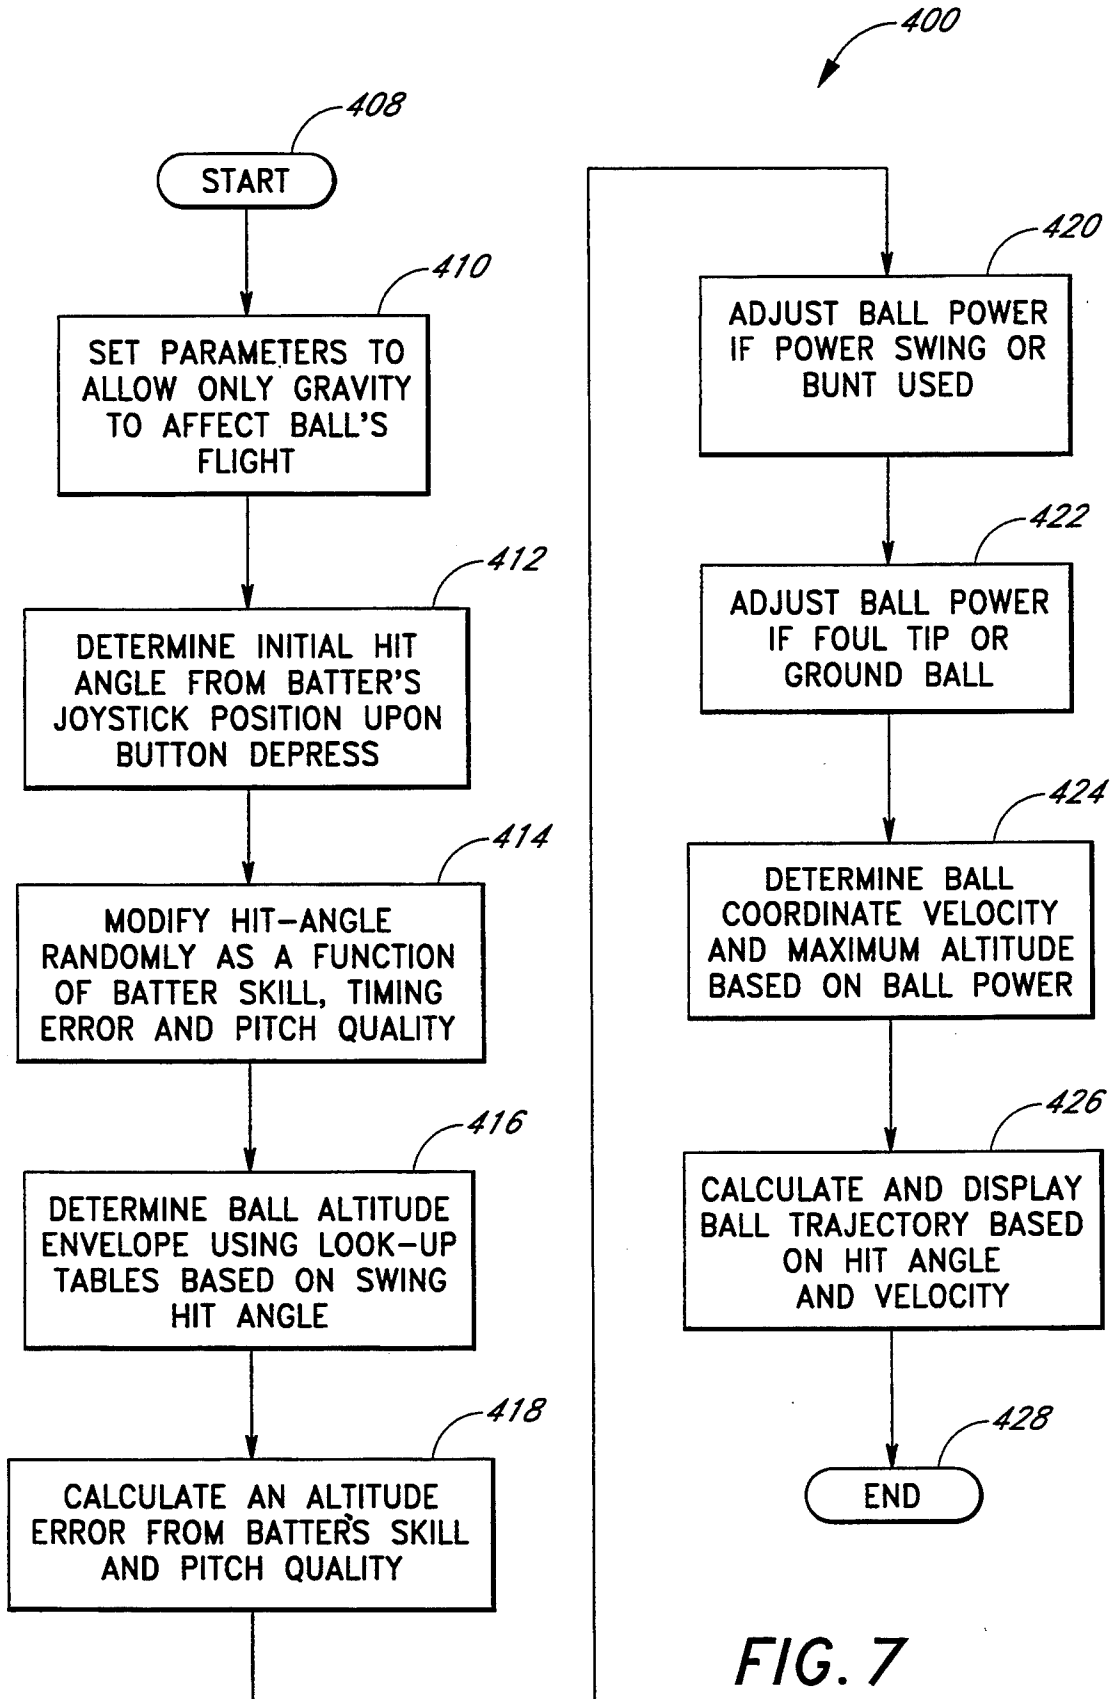 400
408
START
410
SET PARAMETERS TO
ALLOW ONLY GRAVITY
TO AFFECT BALL'S
FLIGHT
412
DETERMINE INITIAL HIT
ANGLE FROM BATTER'S
JOYSTICK POSITION UPON
BUTTON DEPRESS
414
MODIFY HIT-ANGLE
RANDOMLY AS A FUNCTION
OF BATTER SKILL, TIMING
ERROR AND PITCH QUALITY
416
DETERMINE BALL ALTITUDE
ENVELOPE USING LOOK-UP
TABLES BASED ON SWING
HIT ANGLE
418
CALCULATE AN ALTITUDE
ERROR FROM BATTER'S SKILL
AND PITCH QUALITY
420
ADJUST BALL POWER
IF POWER SWING OR
BUNT USED
422
ADJUST BALL POWER
IF FOUL TIP OR
GROUND BALL
424
DETERMINE BALL
COORDINATE VELOCITY
AND MAXIMUM ALTITUDE
BASED ON BALL POWER
426
CALCULATE AND DISPLAY
BALL TRAJECTORY BASED
ON HIT ANGLE
AND VELOCITY
428
END
FIG. 7